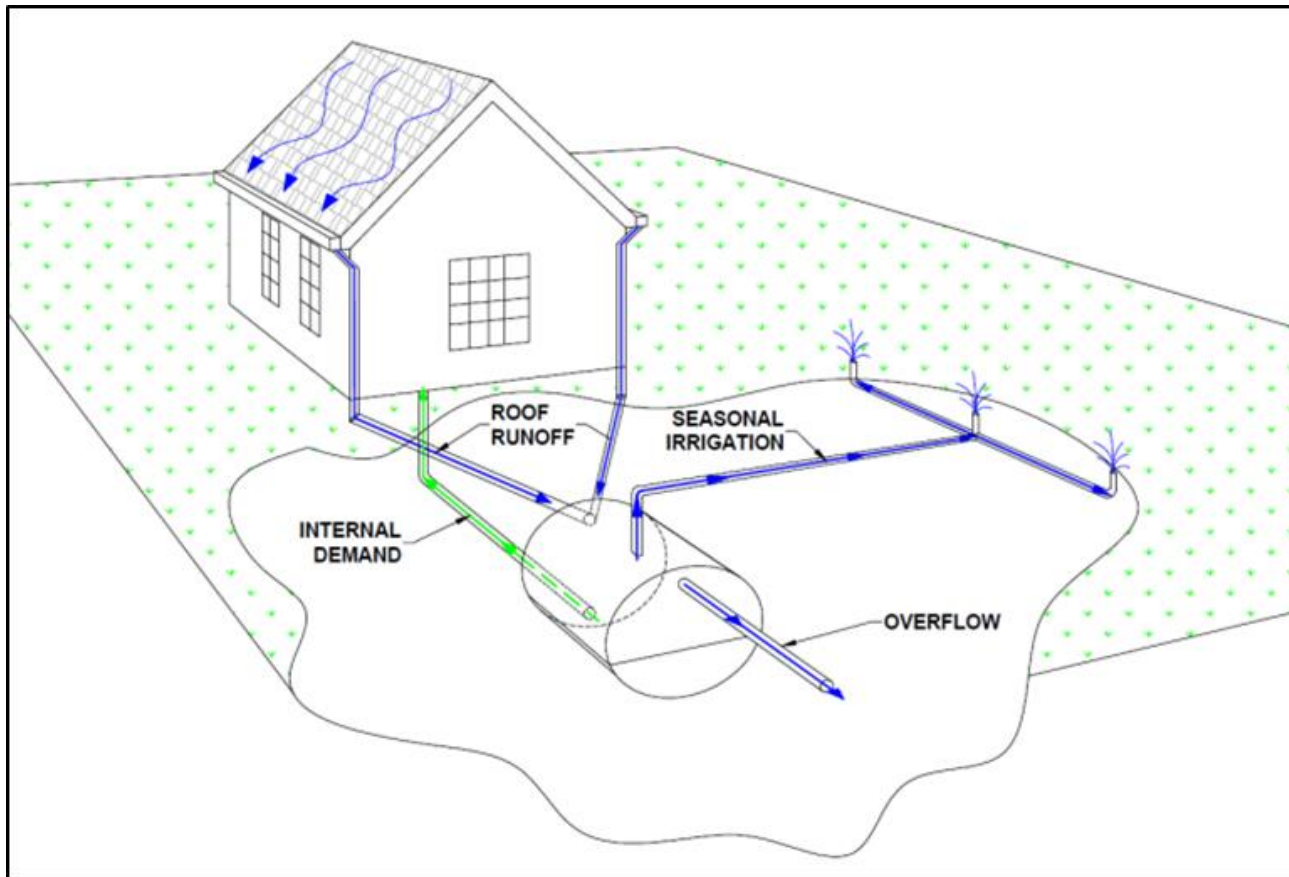 ROOF
RUNOFF
SEASONAL
IRRIGATION
INTERNAL
DEMAND
OVERFLOW